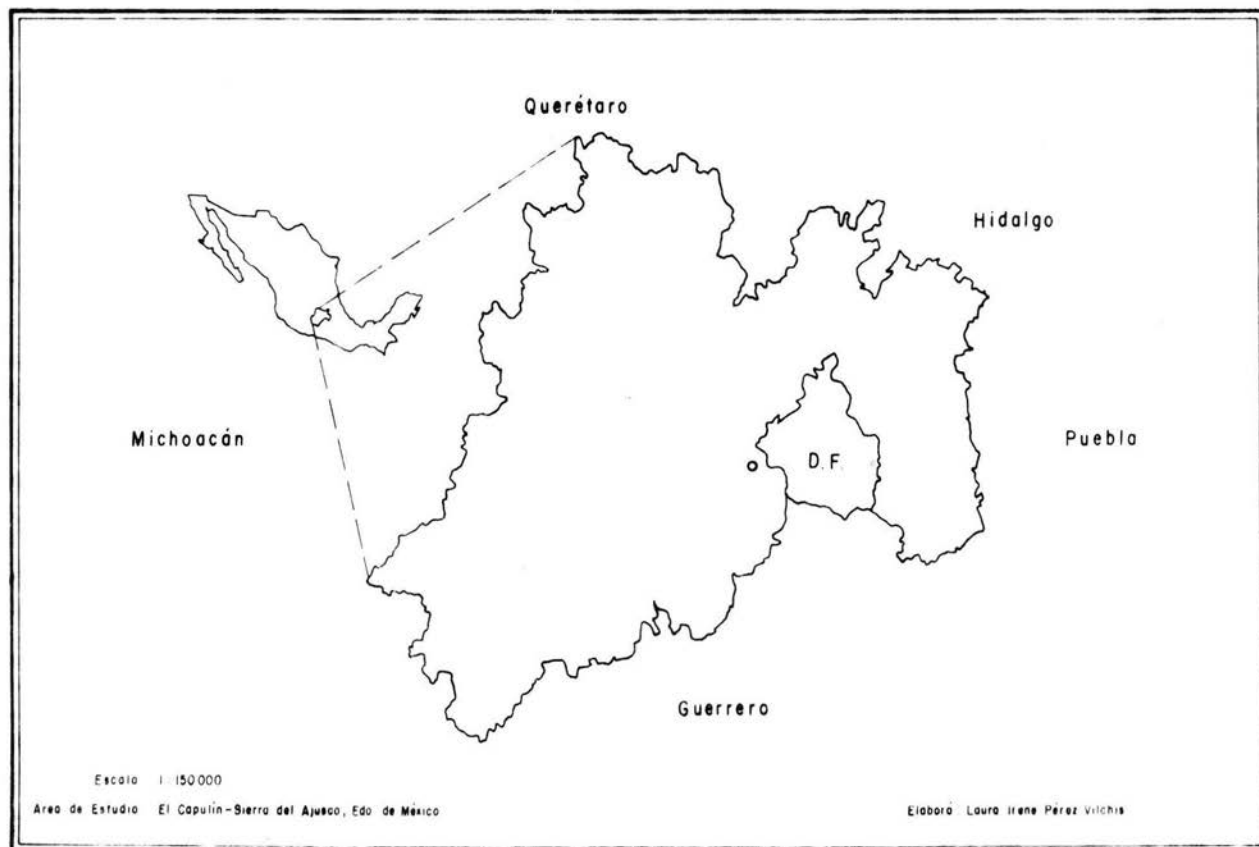 Querétaro
Hidalgo
Michoacán
Puebla
D.F.
Guerrero
Escala 1:150000
Area de Estudio El Capulín-Sierra del Ajusco, Edo de México
Elaboró: Laura Irene Pérez Vilchis